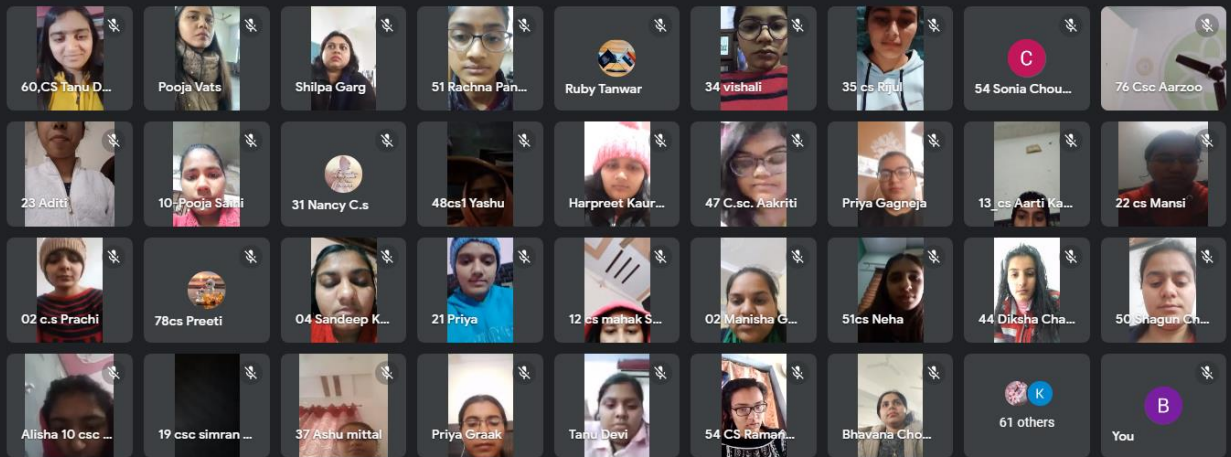 60,CS Tanu D...
Pooja Vats
Shilpa Garg
51 Rachna Pan...
Ruby Tanwar
34 vishali
35 cs Rijul
C
54 Sonia Chou...
76 Csc Aarzoo
23 Aditi
10-Pooja Saini
31 Nancy C.s
48cs1 Yashu
Harpreet Kaur...
47 C.sc. Aakriti
Priya Gagneja
13_cs Aarti Ka...
22 cs Mansi
02 c.s Prachi
78cs Preeti
04 Sandeep K...
21 Priya
12 cs mahak S...
02 Manisha G...
51cs Neha
44 Diksha Cha...
50 Shagun Ch...
Alisha 10 csc ...
19 csc simran ...
37 Ashu mittal
Priya Graak
Tanu Devi
54 CS Raman...
Bhavana Cho...
K
61 others
B
You